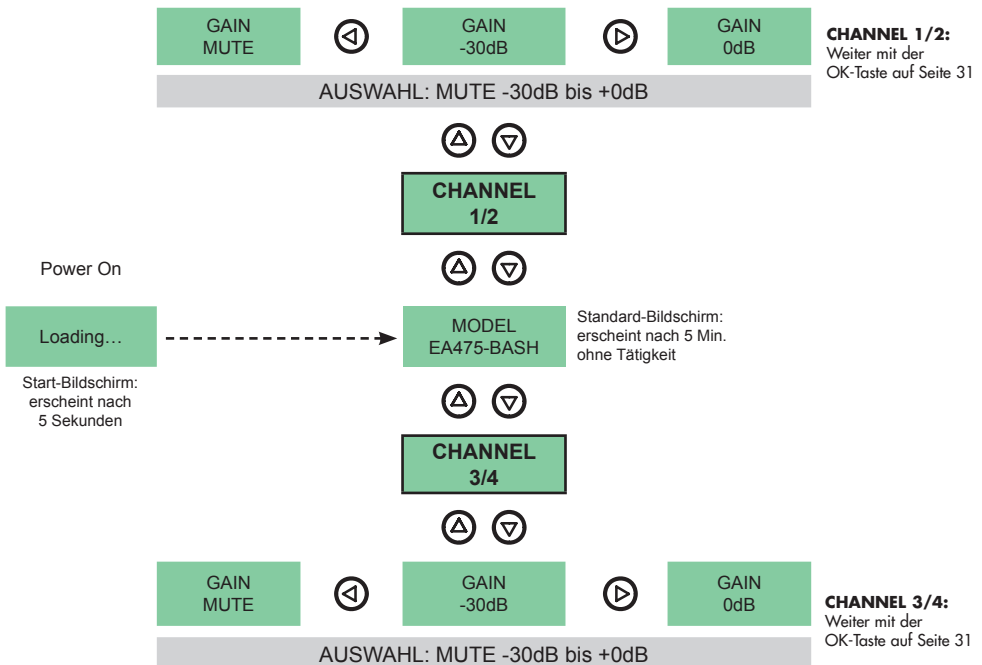 GAIN
MUTE
GAIN
-30dB
GAIN
0dB
CHANNEL 1/2:
Weiter mit der
OK-Taste auf Seite 31
AUSWAHL: MUTE -30dB bis +0dB
CHANNEL
1/2
Power On
Loading…
MODEL
EA475-BASH
Standard-Bildschirm:
erscheint nach 5 Min.
ohne Tätigkeit
Start-Bildschirm:
erscheint nach
5 Sekunden
CHANNEL
3/4
GAIN
MUTE
GAIN
-30dB
GAIN
0dB
CHANNEL 3/4:
Weiter mit der
OK-Taste auf Seite 31
AUSWAHL: MUTE -30dB bis +0dB